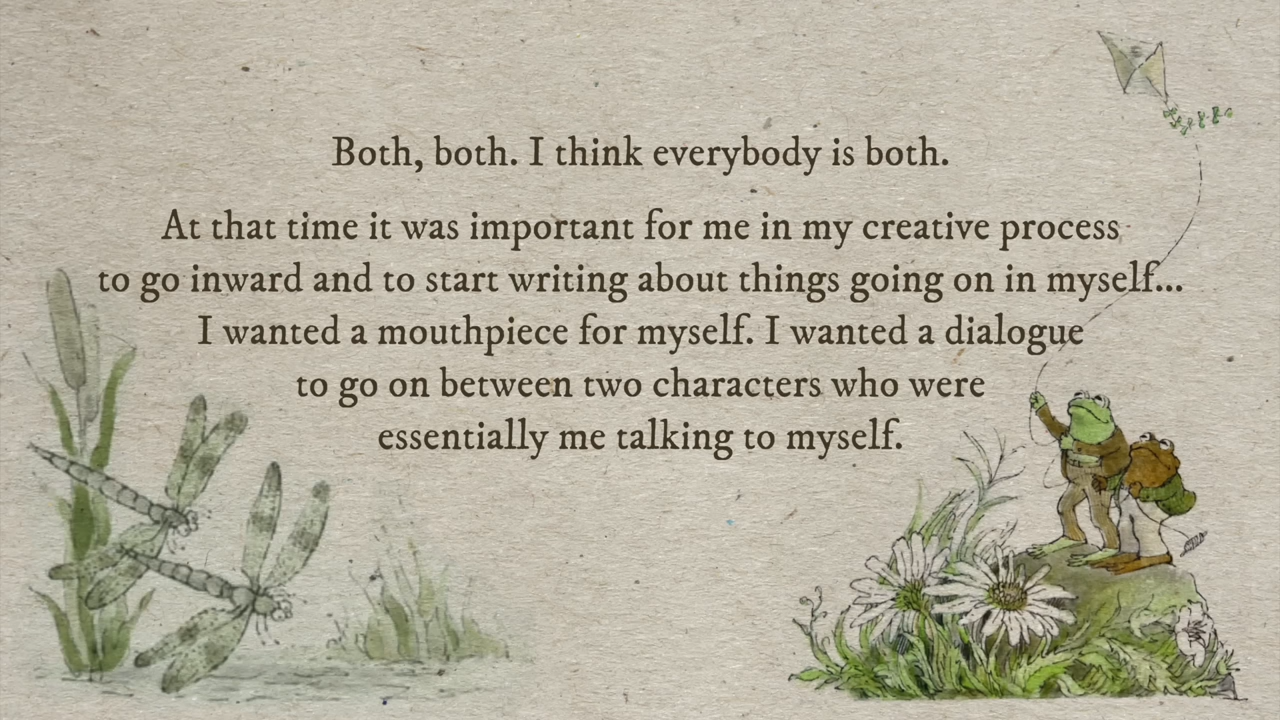 Both, both. I think everybody is both.
At that time it was important for me in my creative process
to go inward and to start writing about things going on in myself...
I wanted a mouthpiece for myself. I wanted a dialogue
to go on between two characters who were
essentially me talking to myself.